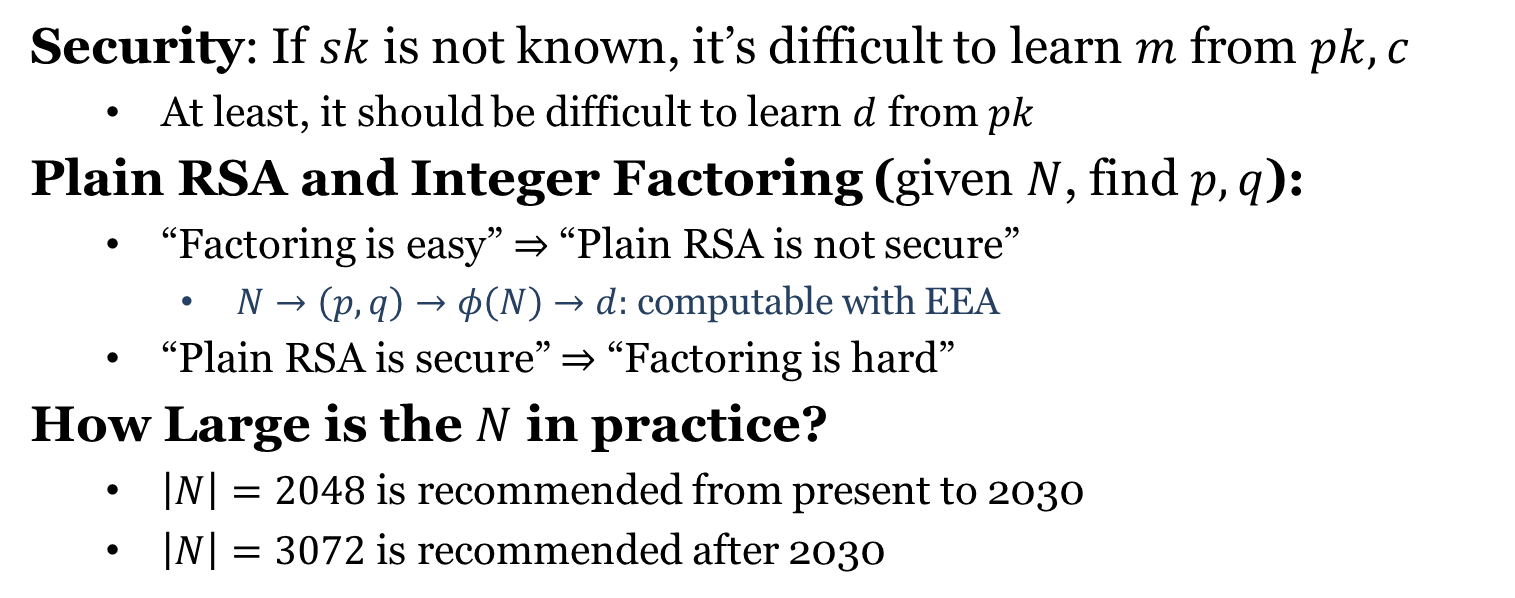 Security: If sk is not known, it’s difficult to learn m from pk, c
• At least, it should be difficult to learn d from pk
Plain RSA and Integer Factoring (given N, find p, q):
• “Factoring is easy” ⇒ “Plain RSA is not secure”
• N → (p, q) → ϕ(N) → d: computable with EEA
• “Plain RSA is secure” ⇒ “Factoring is hard”
How Large is the N in practice?
• |N| = 2048 is recommended from present to 2030
• |N| = 3072 is recommended after 2030